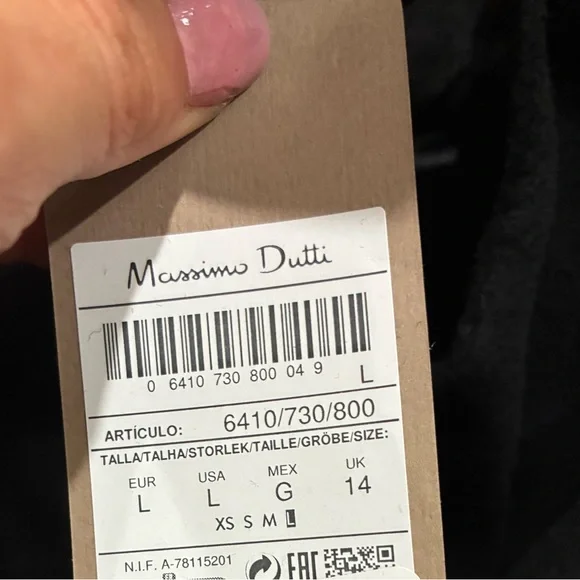 Massimo Dutti
0 6410 730 800 04 9 L
ARTÍCULO: 6410/730/800
TALLA/TALHA/STORLEK/TAILLE/GRÖBE/SIZE:
EUR USA MEX UK
L L G 14
XS S M L
N.I.F. A-78115201 EAC